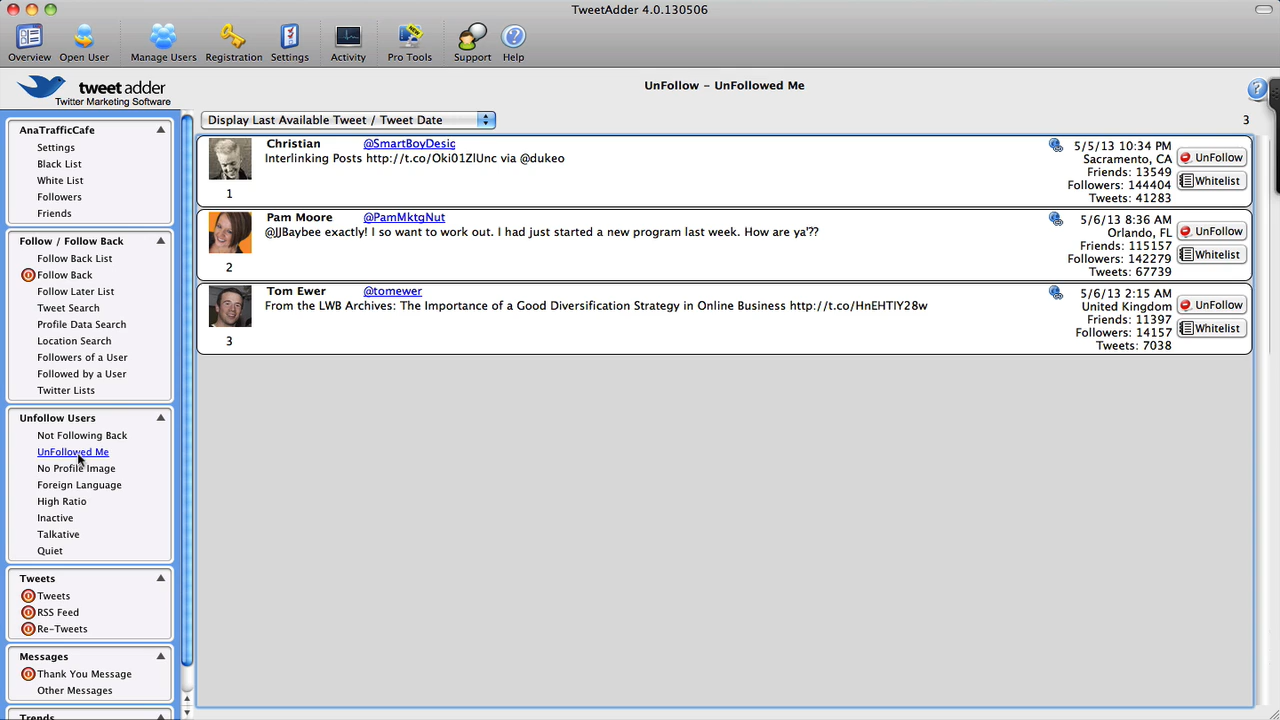 TweetAdder 4.0.130506
Overview
Open User
Manage Users
Registration
Settings
Activity
NEW
Pro Tools
Support
Help
tweet adder
Twitter Marketing Software
UnFollow - UnFollowed Me
AnaTrafficCafe
Settings
Black List
White List
Followers
Friends
Follow / Follow Back
Follow Back List
Follow Back
Follow Later List
Tweet Search
Profile Data Search
Location Search
Followers of a User
Followed by a User
Twitter Lists
Unfollow Users
Not Following Back
UnFollowed Me
No Profile Image
Foreign Language
High Ratio
Inactive
Talkative
Quiet
Tweets
Tweets
RSS Feed
Re-Tweets
Messages
Thank You Message
Other Messages
Trends
Display Last Available Tweet / Tweet Date
3
Christian @SmartBoyDesic
Interlinking Posts http://t.co/Oki01ZlUnc via @dukeo
1
5/5/13 10:34 PM
Sacramento, CA
Friends: 13549
Followers: 144404
Tweets: 41283
UnFollow
Whitelist
Pam Moore @PamMktgNut
@JJBaybee exactly! I so want to work out. I had just started a new program last week. How are ya'??
2
5/6/13 8:36 AM
Orlando, FL
Friends: 115157
Followers: 142279
Tweets: 67739
UnFollow
Whitelist
Tom Ewer @tomewer
From the LWB Archives: The Importance of a Good Diversification Strategy in Online Business http://t.co/HnEHTlY28w
3
5/6/13 2:15 AM
United Kingdom
Friends: 11397
Followers: 14157
Tweets: 7038
UnFollow
Whitelist